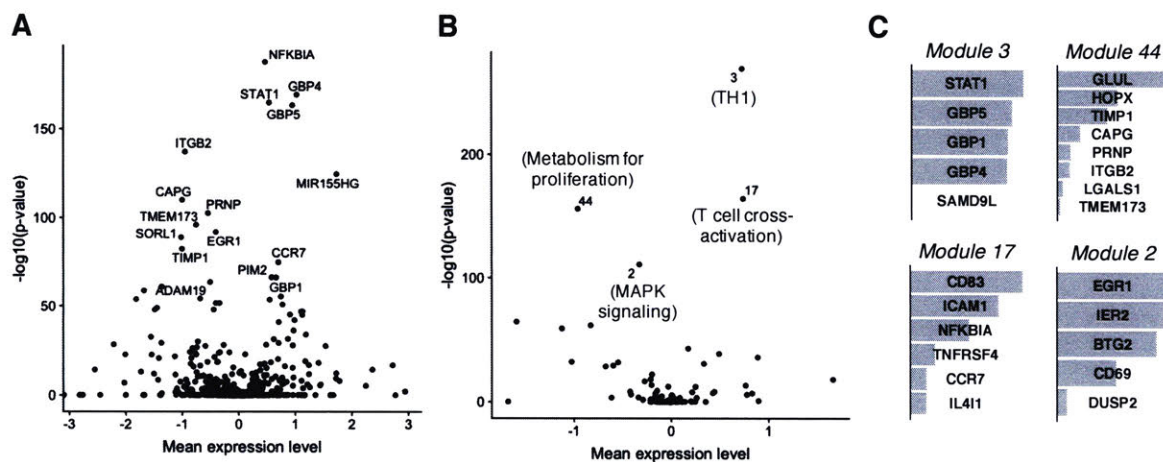 A
NFKBIA
GBP4
STAT1
GBP5
150
ITGB2
MIR155HG
CAPG
PRNP
100
TMEM173
SORL1
EGR1
TIMP1
CCR7
PIM2
50
ADAM19
GBP1
0
-3 -2 -1 0 1 2 3
Mean expression level
-log10(p-value)
B
3
(TH1)
200
(Metabolism for
proliferation)
44
17
(T cell cross-
activation)
100
2
(MAPK
signaling)
0
-1 0 1
Mean expression level
-log10(p-value)
C
Module 3
STAT1
GBP5
GBP1
GBP4
SAMD9L
Module 44
GLUL
HOPX
TIMP1
CAPG
PRNP
ITGB2
LGALS1
TMEM173
Module 17
CD83
ICAM1
NFKBIA
TNFRSF4
CCR7
IL4I1
Module 2
EGR1
IER2
BTG2
CD69
DUSP2